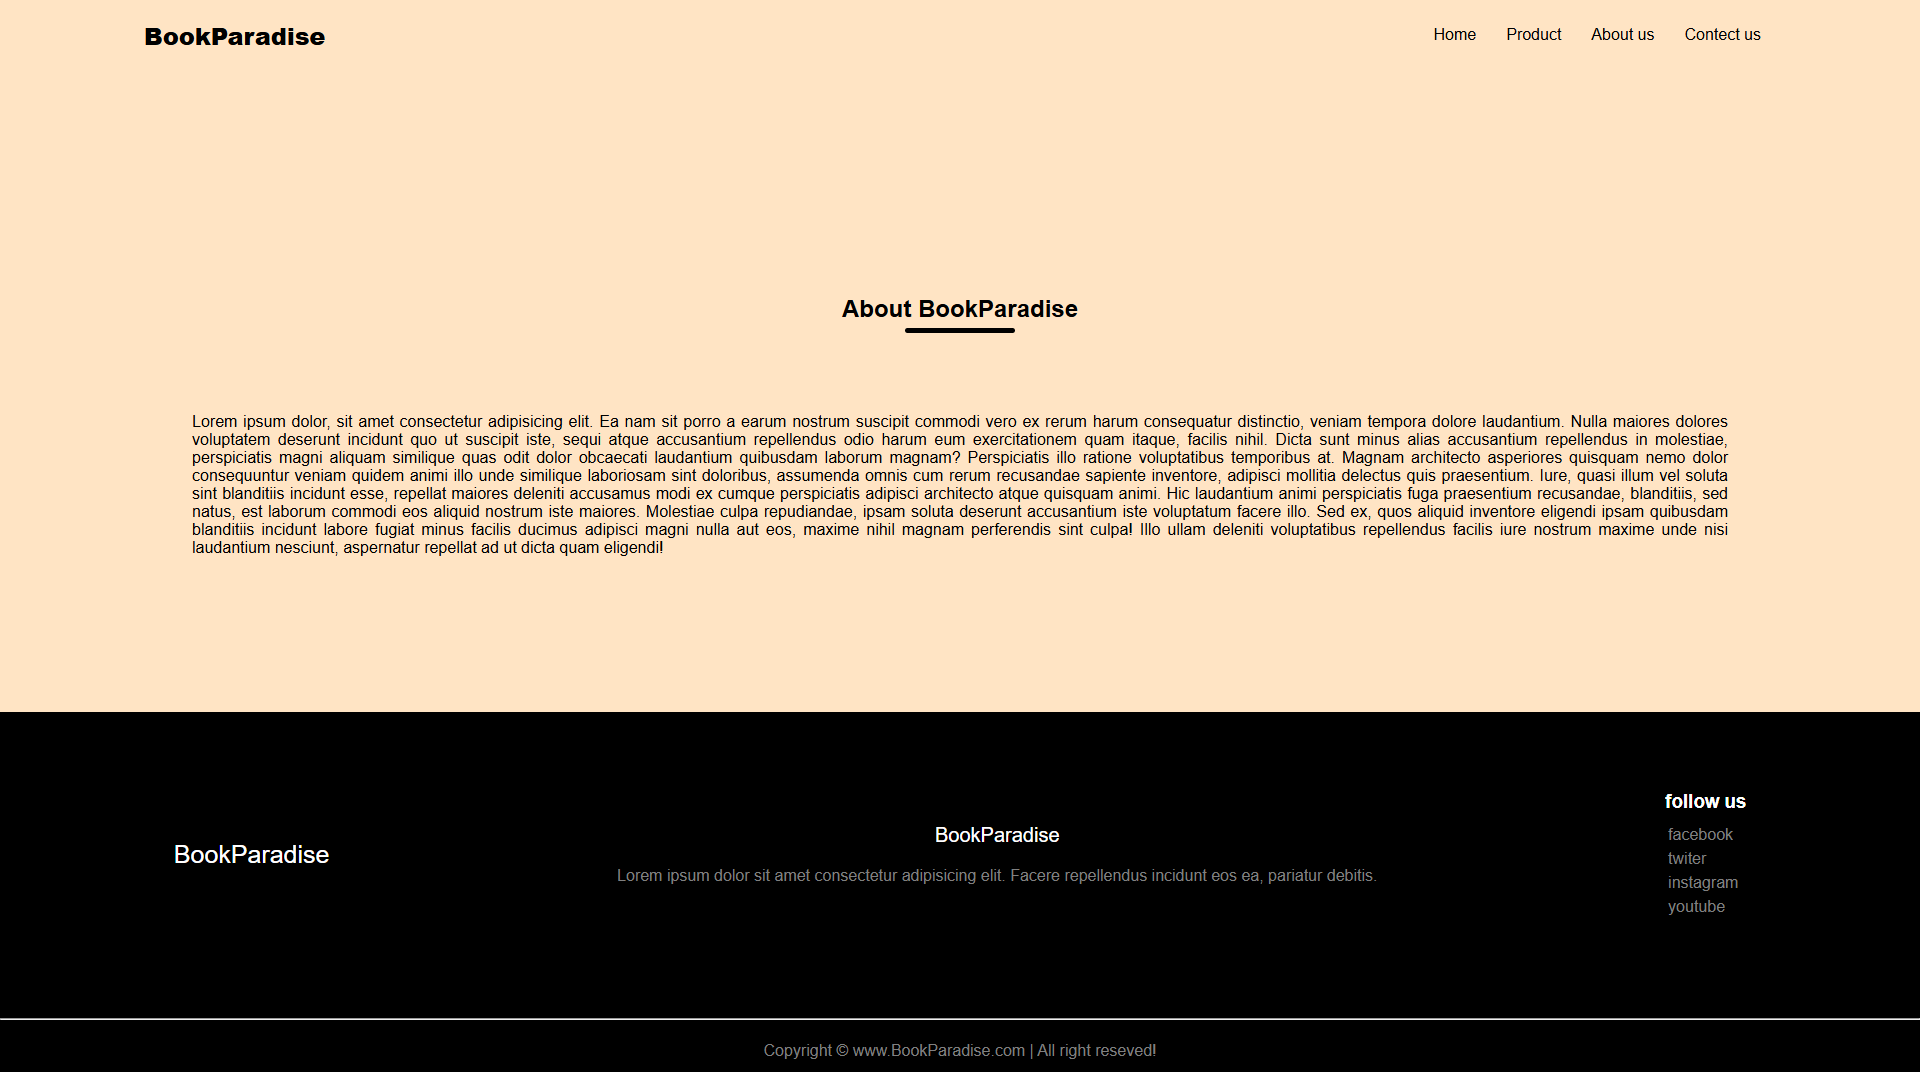 BookParadise
Home Product About us Contect us
About BookParadise
Lorem ipsum dolor, sit amet consectetur adipisicing elit. Ea nam sit porro a earum nostrum suscipit commodi vero ex rerum harum consequatur distinctio, veniam tempora dolore laudantium. Nulla maiores dolores
voluptatem deserunt incidunt quo ut suscipit iste, sequi atque accusantium repellendus odio harum eum exercitationem quam itaque, facilis nihil. Dicta sunt minus alias accusantium repellendus in molestiae,
perspiciatis magni aliquam similique quas odit dolor obcaecati laudantium quibusdam laborum magnam? Perspiciatis illo ratione voluptatibus temporibus at. Magnam architecto asperiores quisquam nemo dolor
consequuntur veniam quidem animi illo unde similique laboriosam sint doloribus, assumenda omnis cum rerum recusandae sapiente inventore, adipisci mollitia delectus quis praesentium. Iure, quasi illum vel soluta
sint blanditiis incidunt esse, repellat maiores deleniti accusamus modi ex cumque perspiciatis adipisci architecto atque quisquam animi. Hic laudantium animi perspiciatis fuga praesentium recusandae, blanditiis, sed
natus, est laborum commodi eos aliquid nostrum iste maiores. Molestiae culpa repudiandae, ipsam soluta deserunt accusantium iste voluptatum facere illo. Sed ex, quos aliquid inventore eligendi ipsam quibusdam
blanditiis incidunt labore fugiat minus facilis ducimus adipisci magni nulla aut eos, maxime nihil magnam perferendis sint culpa! Illo ullam deleniti voluptatibus repellendus facilis iure nostrum maxime unde nisi
laudantium nesciunt, aspernatur repellat ad ut dicta quam eligendi!
BookParadise
BookParadise
Lorem ipsum dolor sit amet consectetur adipisicing elit. Facere repellendus incidunt eos ea, pariatur debitis.
follow us
facebook
twiter
instagram
youtube
Copyright © www.BookParadise.com | All right reseved!